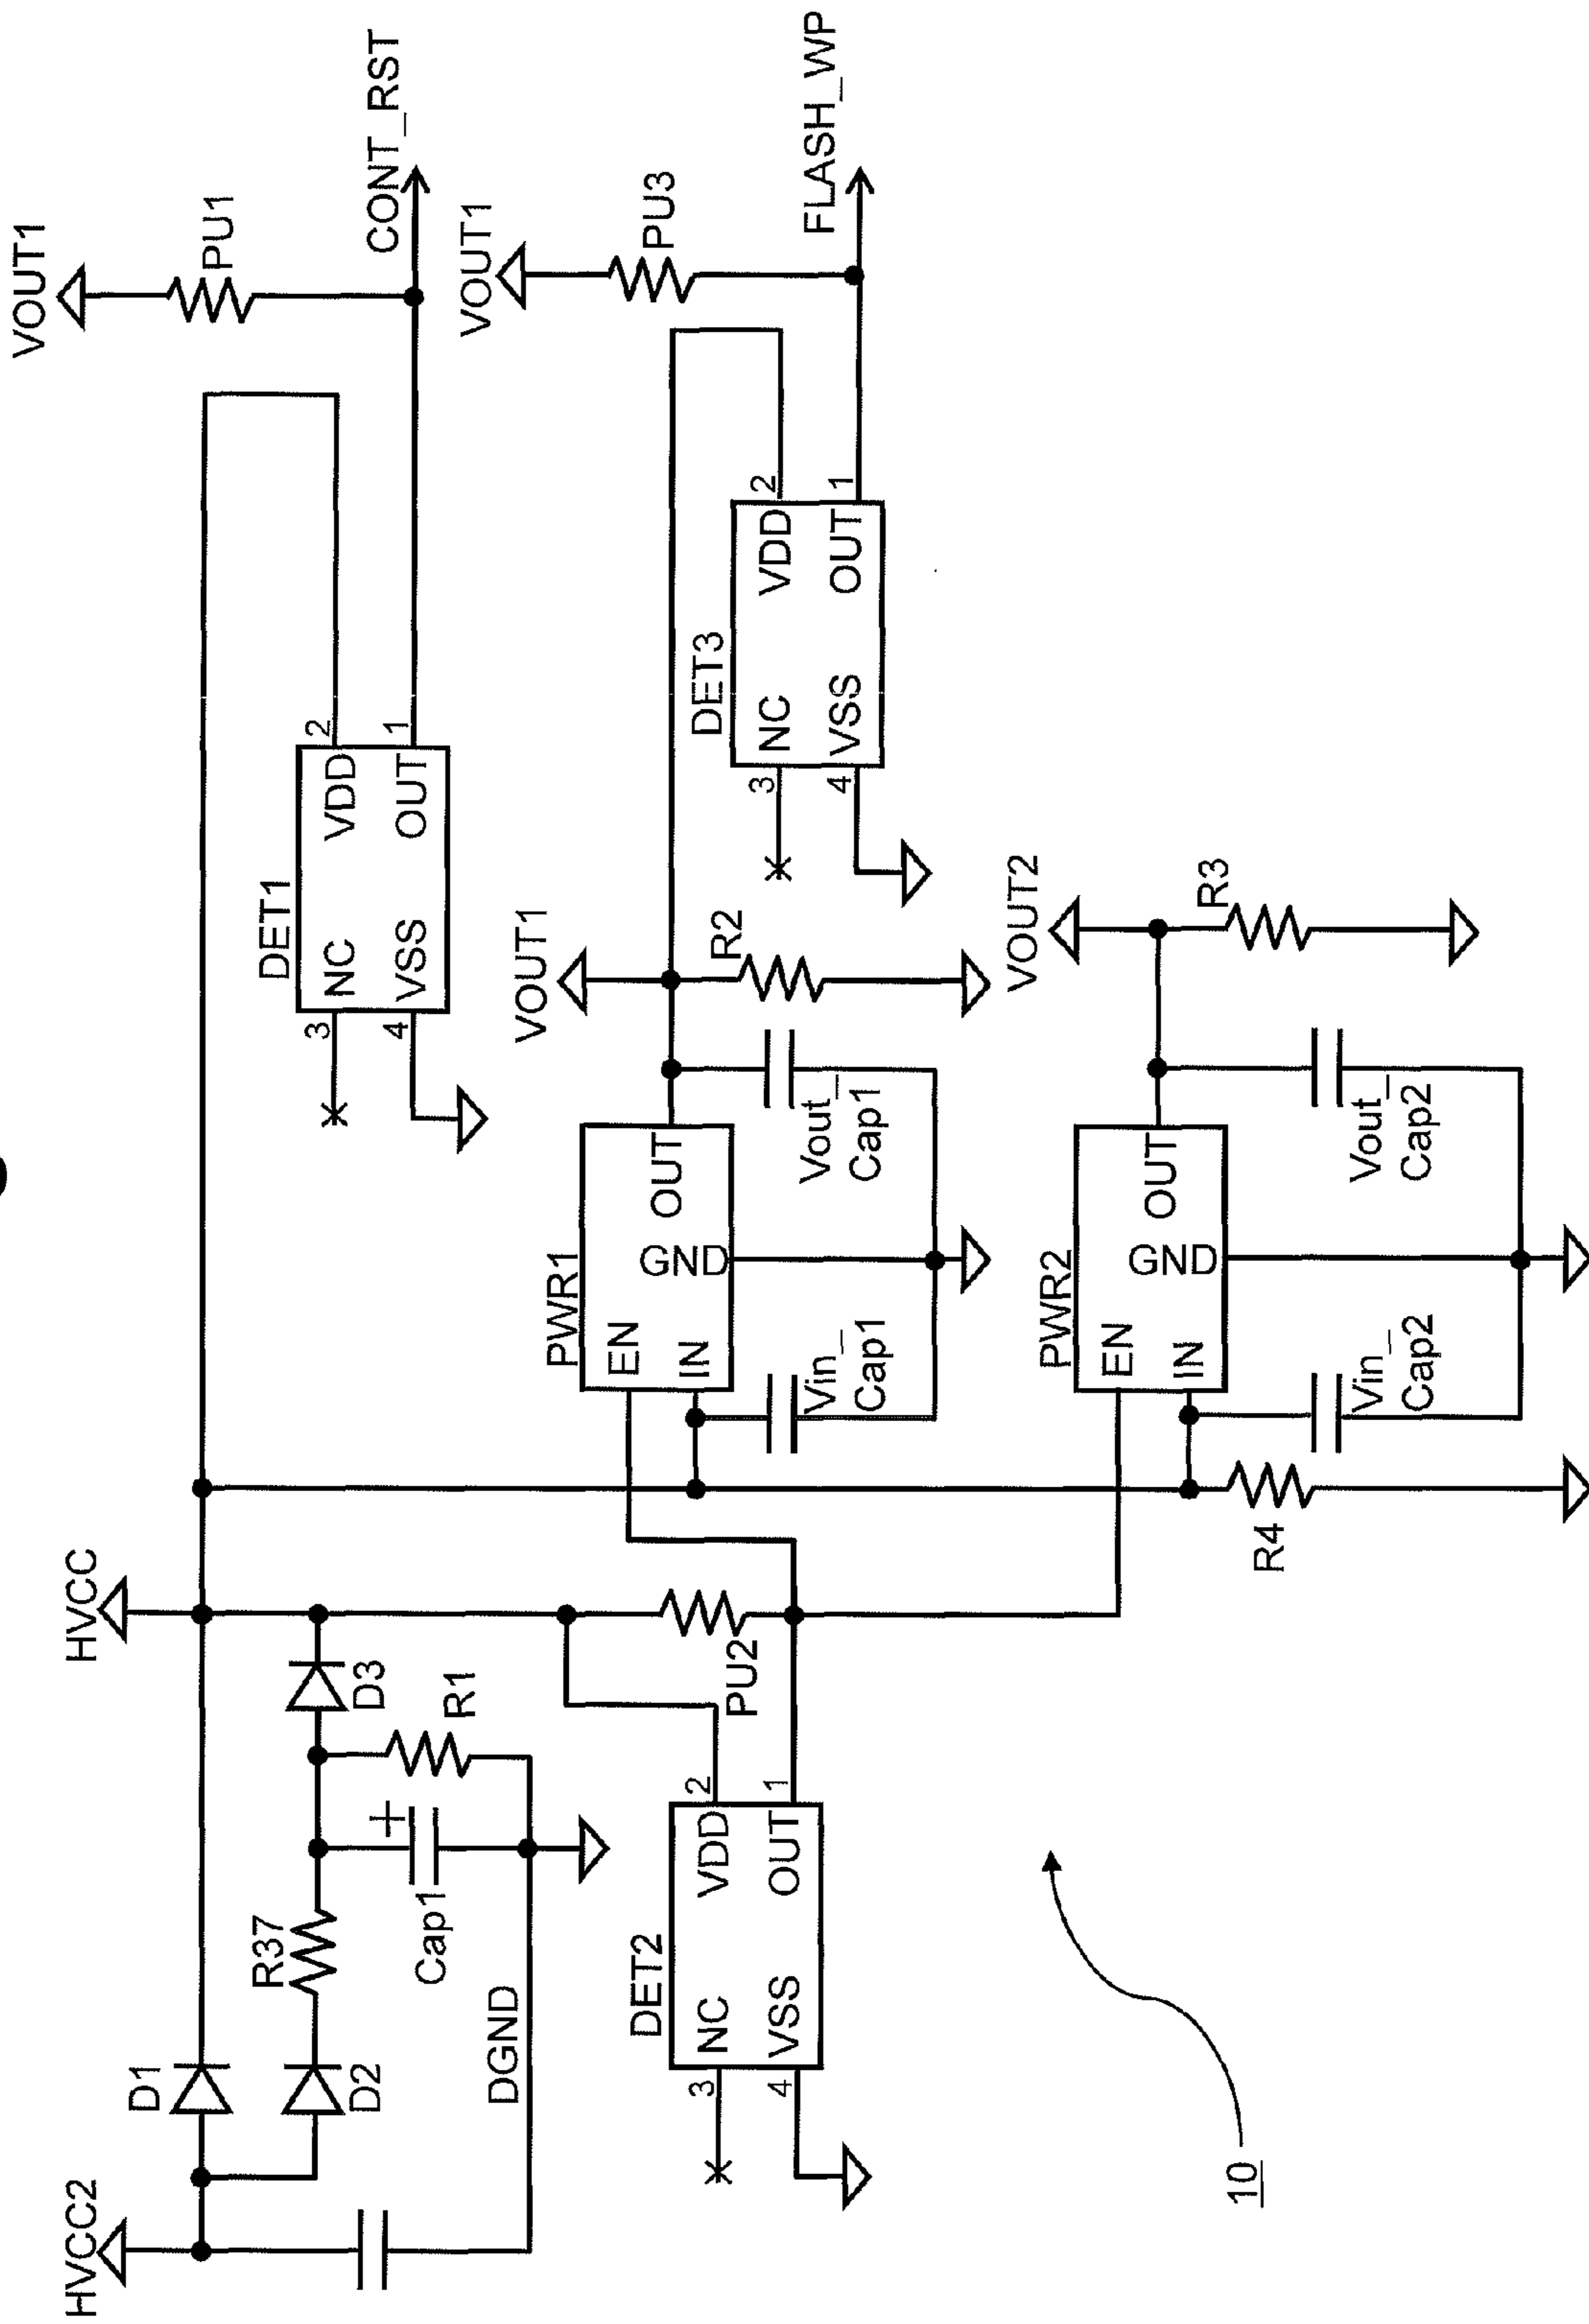 HVCC2
D1
D2
R37
Cap1
+
R1
D3
HVCC
DGND
VOUT1
PU1
CONT_RST
DET1
NC
VDD
VSS
OUT
3
2
4
1
VOUT1
PU3
FLASH_WP
DET3
NC
VDD
VSS
OUT
3
2
4
1
VOUT1
R2
PWR1
EN
OUT
GND
IN
Vin_
Cap1
Vout_
Cap1
DET2
NC
VDD
VSS
OUT
3
2
4
1
PU2
VOUT2
R3
PWR2
EN
OUT
GND
IN
Vin_
Cap2
Vout_
Cap2
R4
10